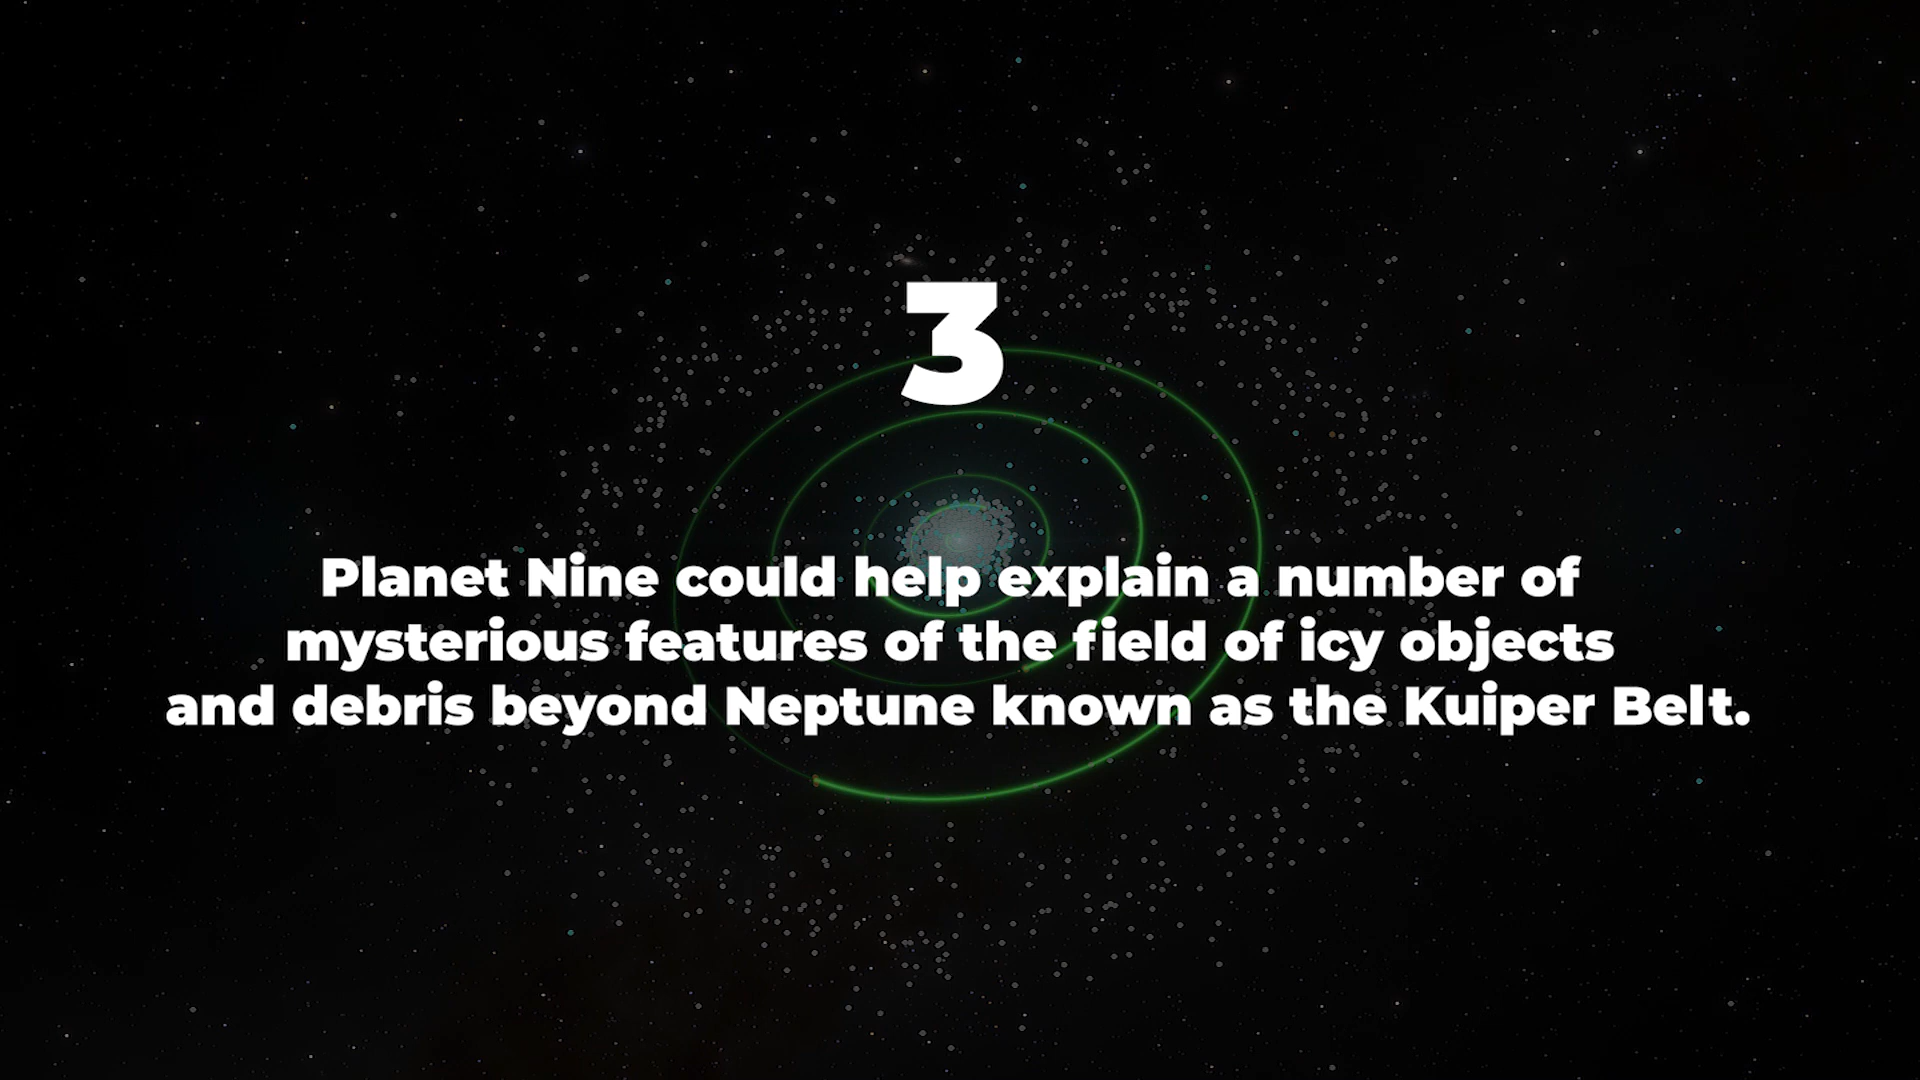 3
Planet Nine could help explain a number of
mysterious features of the field of icy objects
and debris beyond Neptune known as the Kuiper Belt.